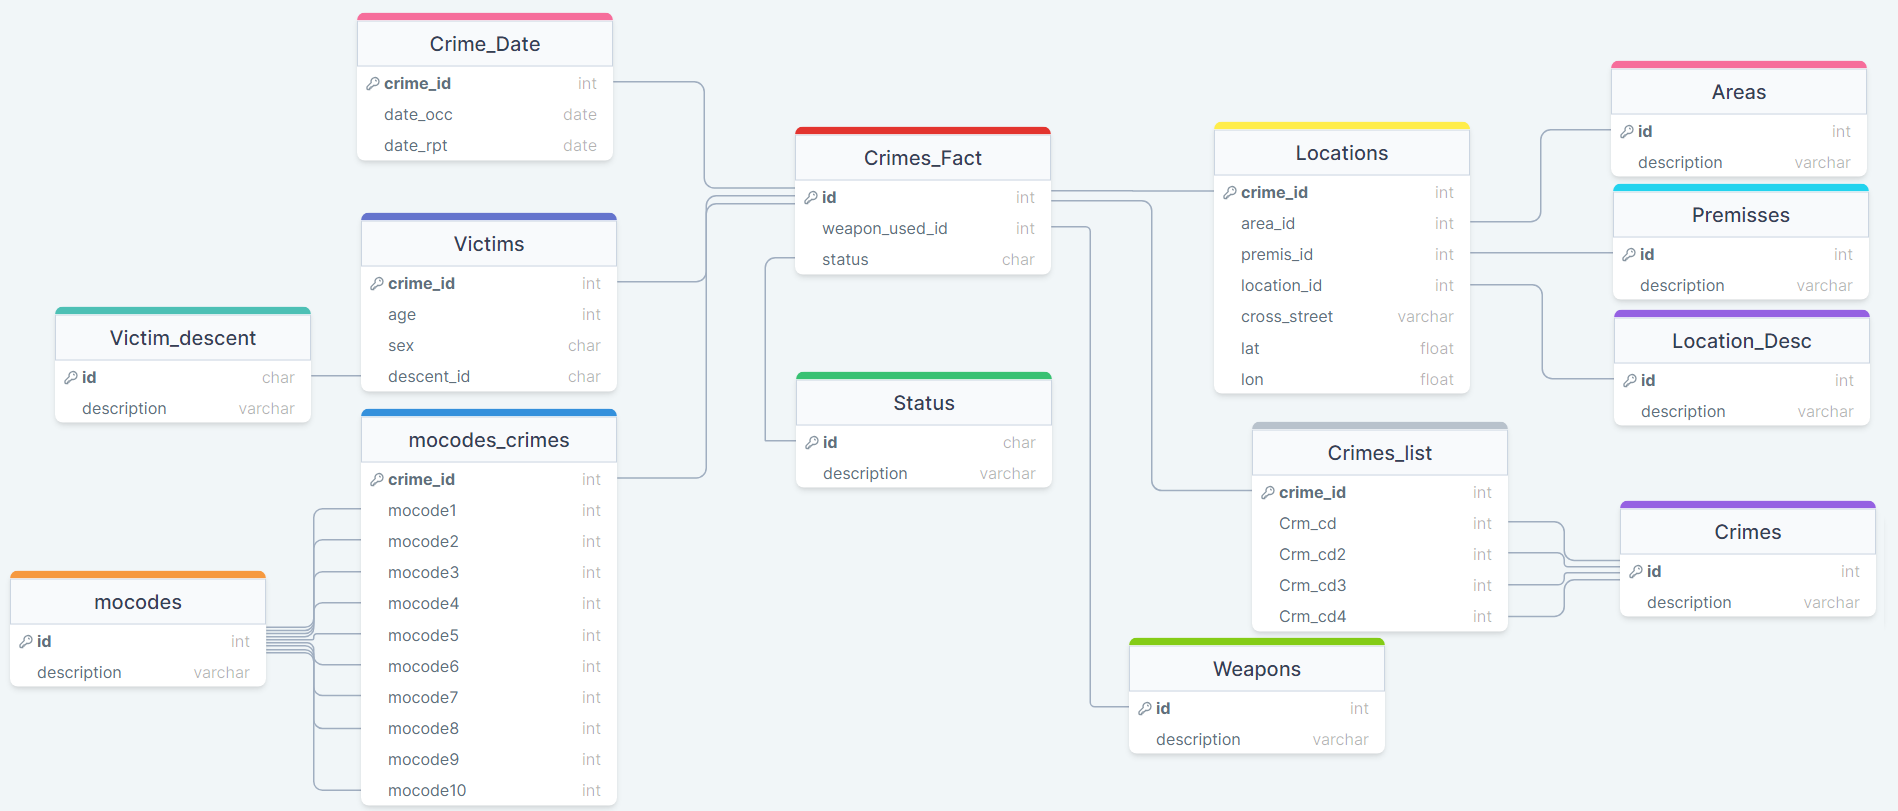 Crime_Date
crime_id int
date_occ date
date_rpt date
Victims
crime_id int
age int
sex char
descent_id char
Victim_descent
id char
description varchar
mocodes_crimes
crime_id int
mocode1 int
mocode2 int
mocode3 int
mocode4 int
mocode5 int
mocode6 int
mocode7 int
mocode8 int
mocode9 int
mocode10 int
mocodes
id int
description varchar
Crimes_Fact
id int
weapon_used_id int
status char
Status
id char
description varchar
Locations
crime_id int
area_id int
premis_id int
location_id int
cross_street varchar
lat float
lon float
Areas
id int
description varchar
Premisses
id int
description varchar
Location_Desc
id int
description varchar
Crimes_list
crime_id int
Crm_cd int
Crm_cd2 int
Crm_cd3 int
Crm_cd4 int
Crimes
id int
description varchar
Weapons
id int
description varchar